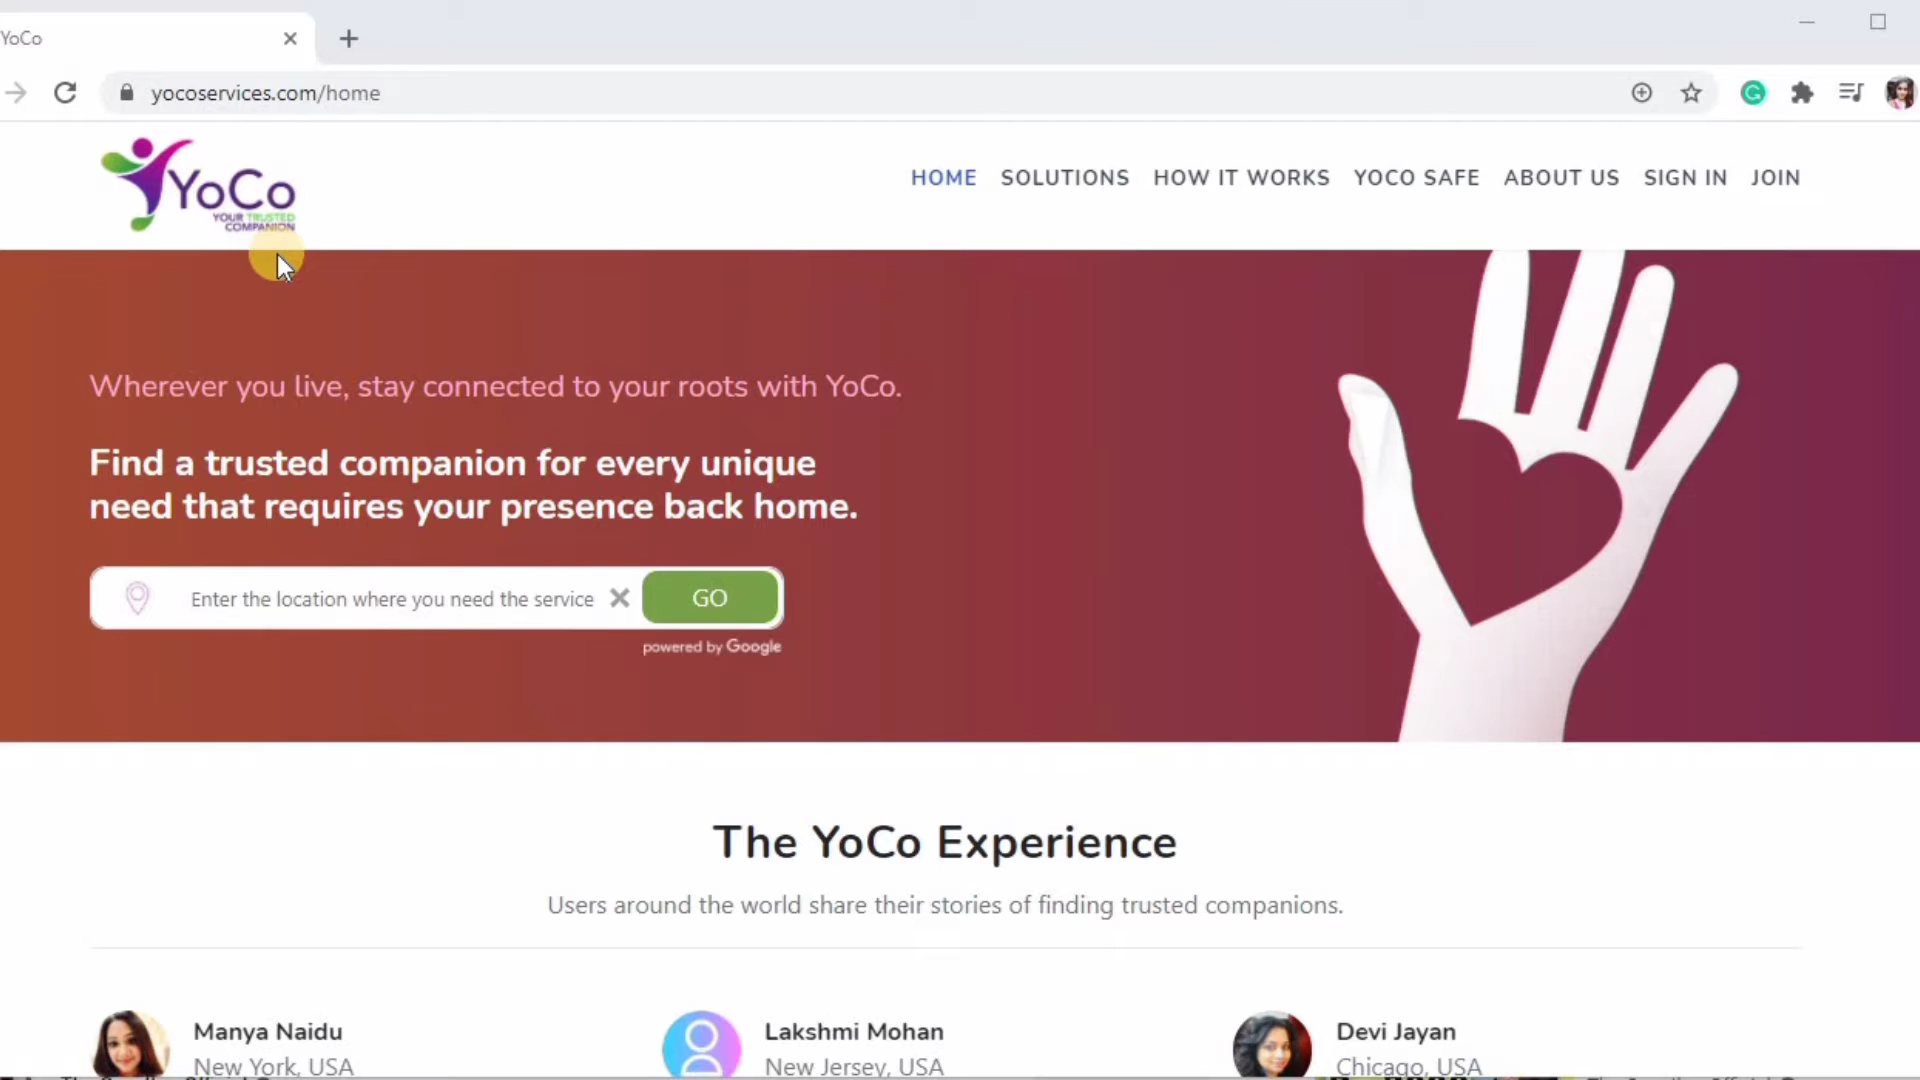 YoCo
yocoservices.com/home
YoCo
YOUR TRUSTED
COMPANION
HOME SOLUTIONS HOW IT WORKS YOCO SAFE ABOUT US SIGN IN JOIN
Wherever you live, stay connected to your roots with YoCo.
Find a trusted companion for every unique
need that requires your presence back home.
Enter the location where you need the service
GO
powered by Google
The YoCo Experience
Users around the world share their stories of finding trusted companions.
Manya Naidu
New York, USA
Lakshmi Mohan
New Jersey, USA
Devi Jayan
Chicago, USA